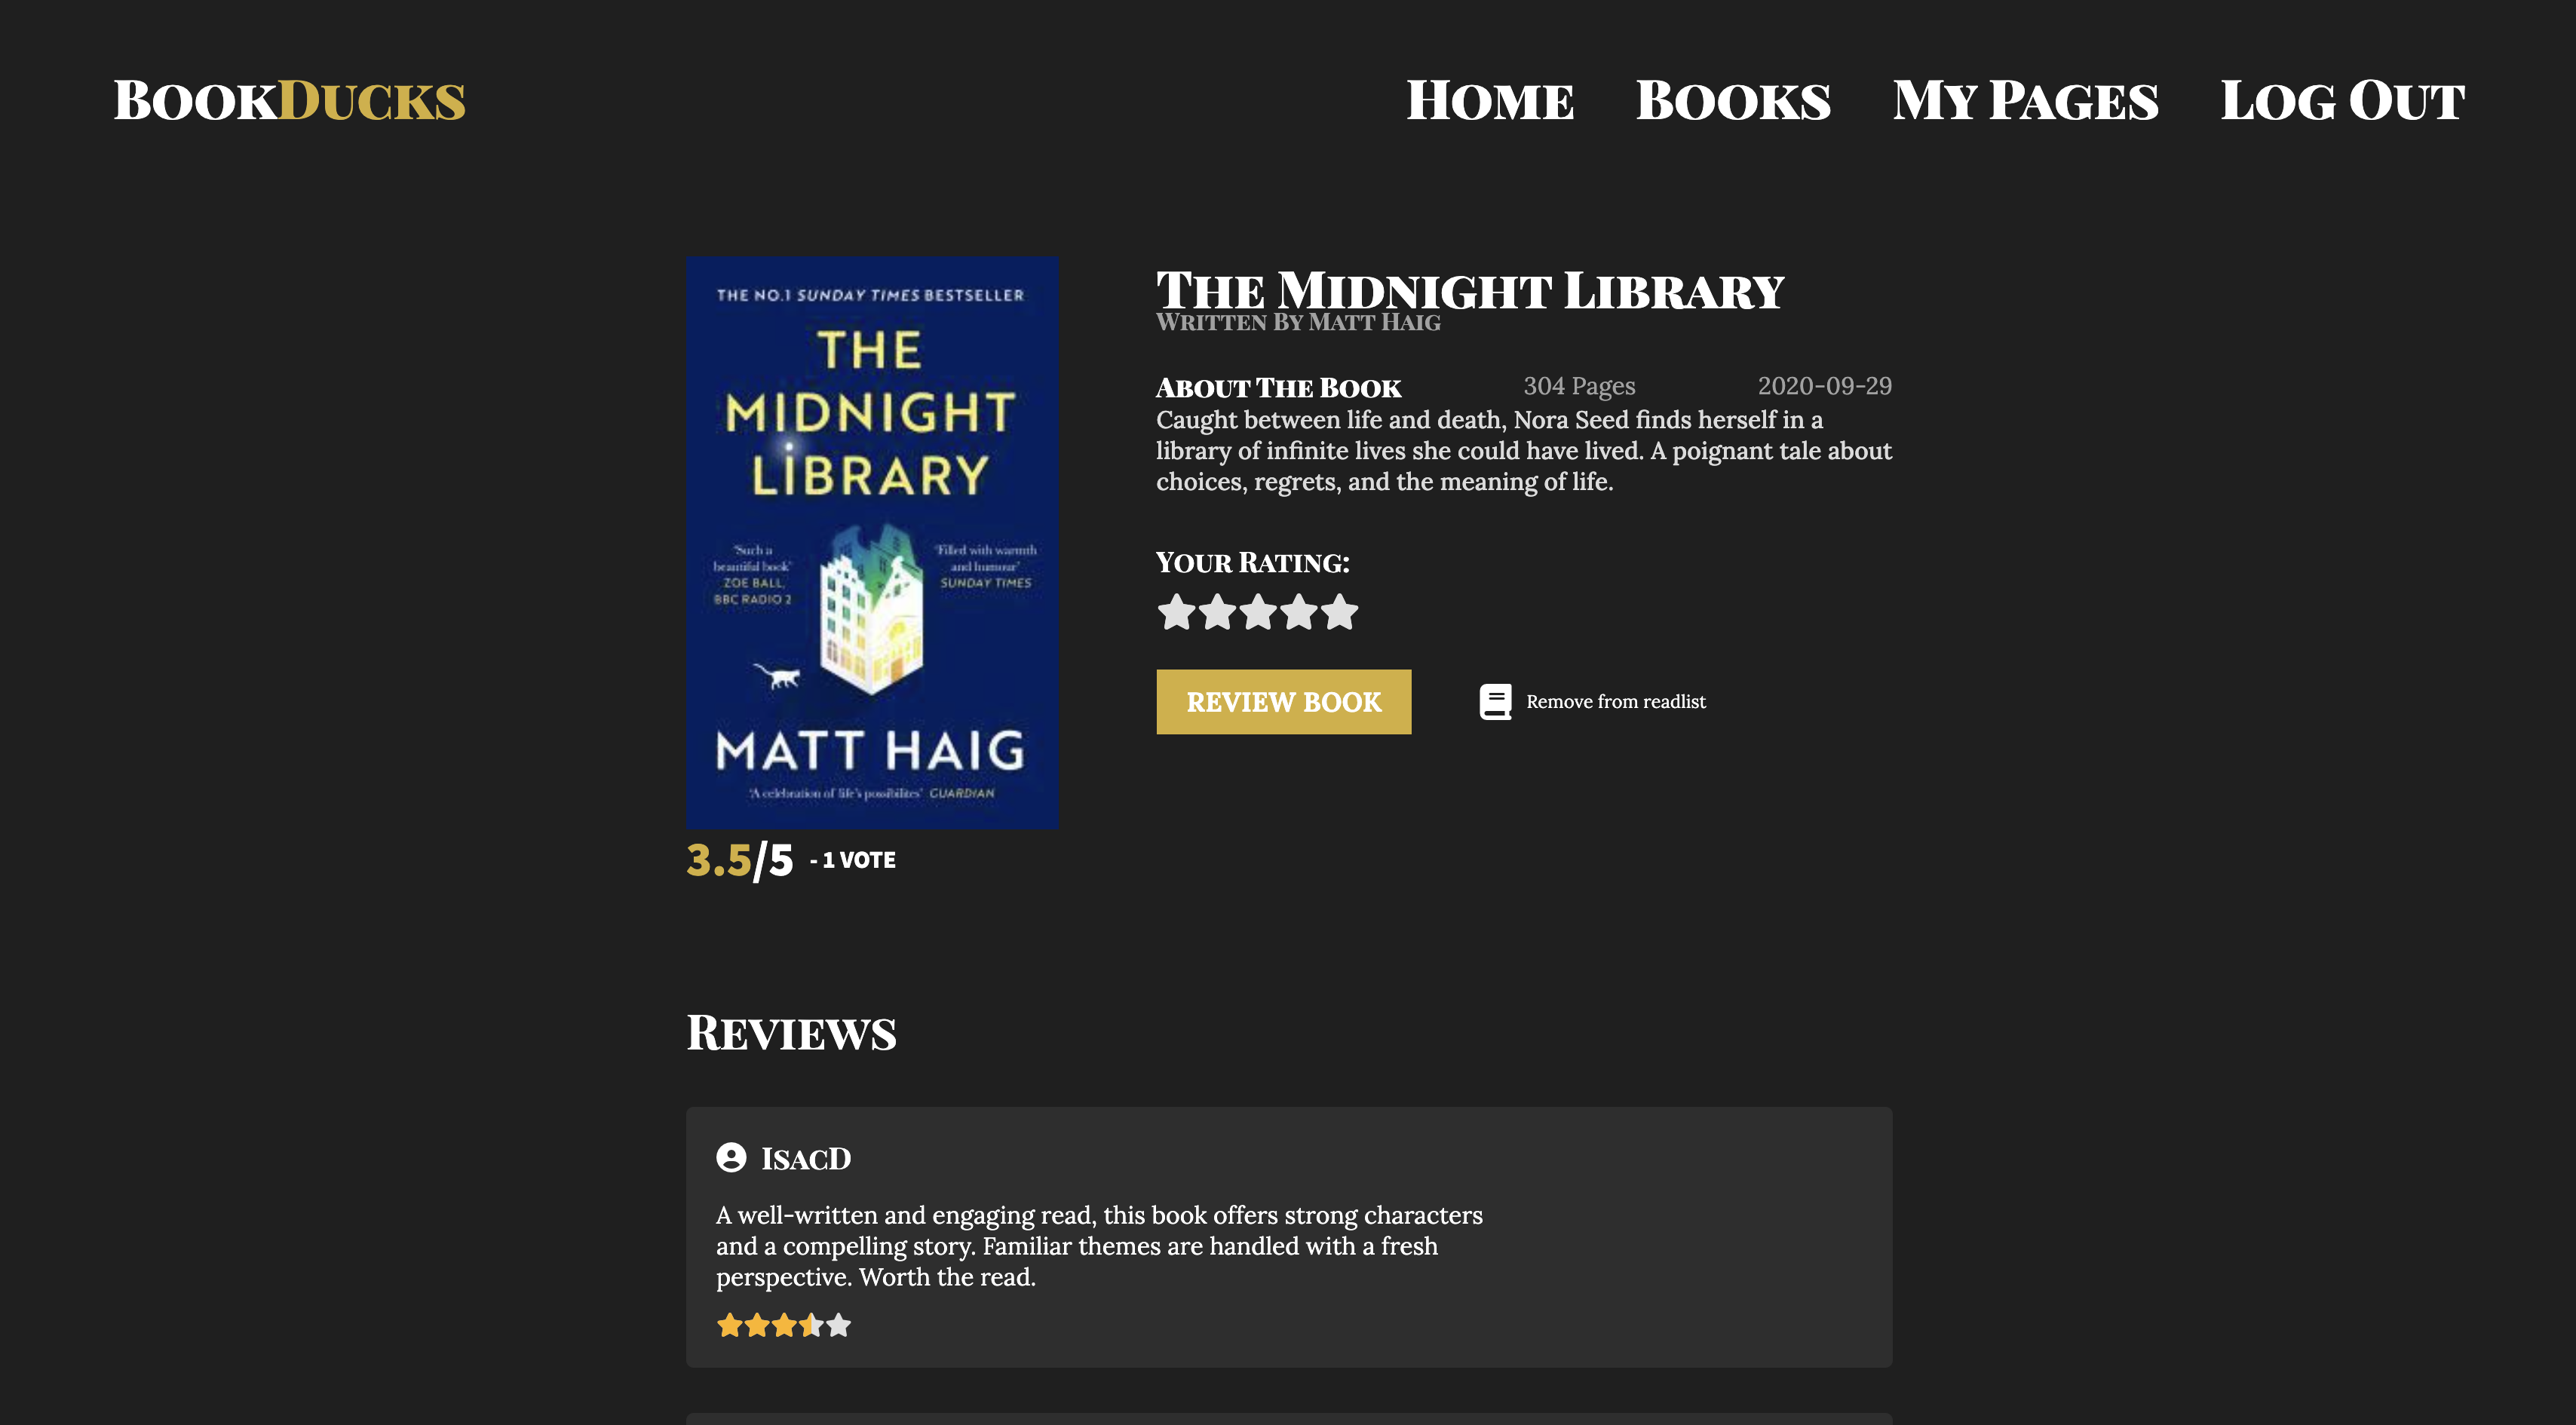 BookDucks
Home Books My Pages Log Out
THE NO.1 SUNDAY TIMES BESTSELLER
THE
MIDNIGHT
LIBRARY
'Such a
beautiful book'
ZOE BALL,
BBC RADIO 2
'Filled with warmth
and humour'
SUNDAY TIMES
MATT HAIG
'A celebration of life's possibilites' GUARDIAN
3.5/5 - 1 VOTE
The Midnight Library
Written By Matt Haig
About The Book 304 Pages 2020-09-29
Caught between life and death, Nora Seed finds herself in a
library of infinite lives she could have lived. A poignant tale about
choices, regrets, and the meaning of life.
Your Rating:
REVIEW BOOK Remove from readlist
Reviews
IsacD
A well-written and engaging read, this book offers strong characters
and a compelling story. Familiar themes are handled with a fresh
perspective. Worth the read.